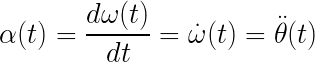 α(t) = dω(t)/dt = ω̇(t) = θ̈(t)